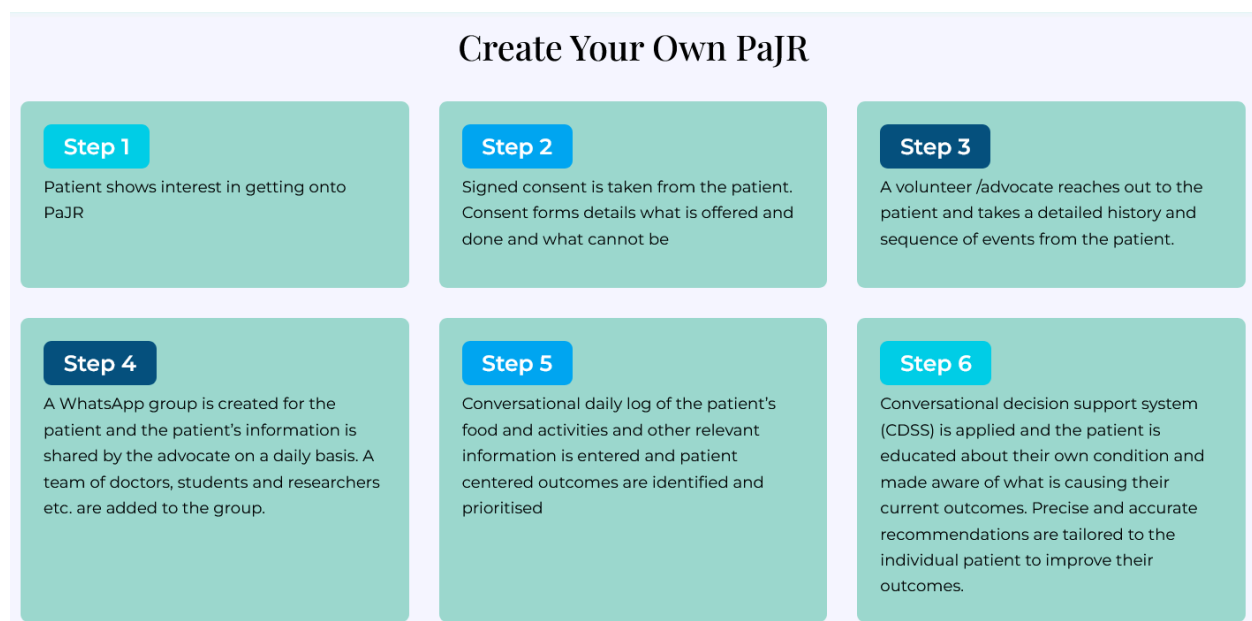 Create Your Own PaJR
Step 1
Patient shows interest in getting onto
PaJR
Step 2
Signed consent is taken from the patient.
Consent forms details what is offered and
done and what cannot be
Step 3
A volunteer /advocate reaches out to the
patient and takes a detailed history and
sequence of events from the patient.
Step 4
A WhatsApp group is created for the
patient and the patient’s information is
shared by the advocate on a daily basis. A
team of doctors, students and researchers
etc. are added to the group.
Step 5
Conversational daily log of the patient’s
food and activities and other relevant
information is entered and patient
centered outcomes are identified and
prioritised
Step 6
Conversational decision support system
(CDSS) is applied and the patient is
educated about their own condition and
made aware of what is causing their
current outcomes. Precise and accurate
recommendations are tailored to the
individual patient to improve their
outcomes.